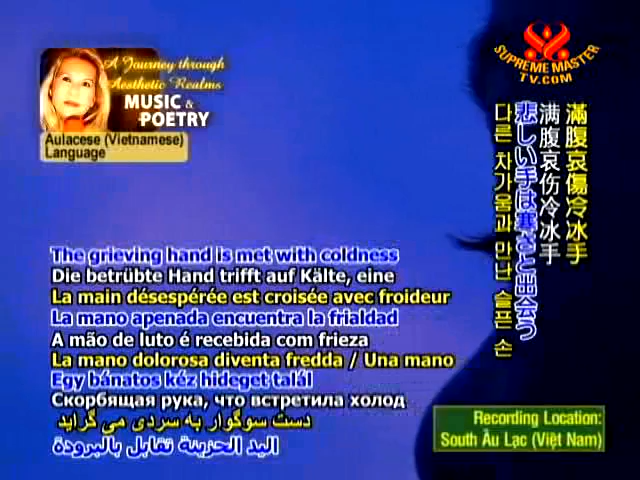 A Journey through
Aesthetic Realms
MUSIC &
POETRY
Aulacese (Vietnamese)
Language
SUPREME MASTER
TV.COM
滿腹哀傷冷冰手
满腹哀伤冷冰手
悲しい手は寒さと出会う
다른 차가움과 만난 슬픈 손
The grieving hand is met with coldness
Die betrübte Hand trifft auf Kälte, eine
La main désespérée est croisée avec froideur
La mano apenada encuentra la frialdad
A mão de luto é recebida com frieza
La mano dolorosa diventa fredda / Una mano
Egy bánatos kéz hideget talál
Скорбящая рука, что встретила холод
دست سوگوار به سردی می گراید
اليد الحزينة تقابل بالبرودة
Recording Location:
South Âu Lạc (Việt Nam)